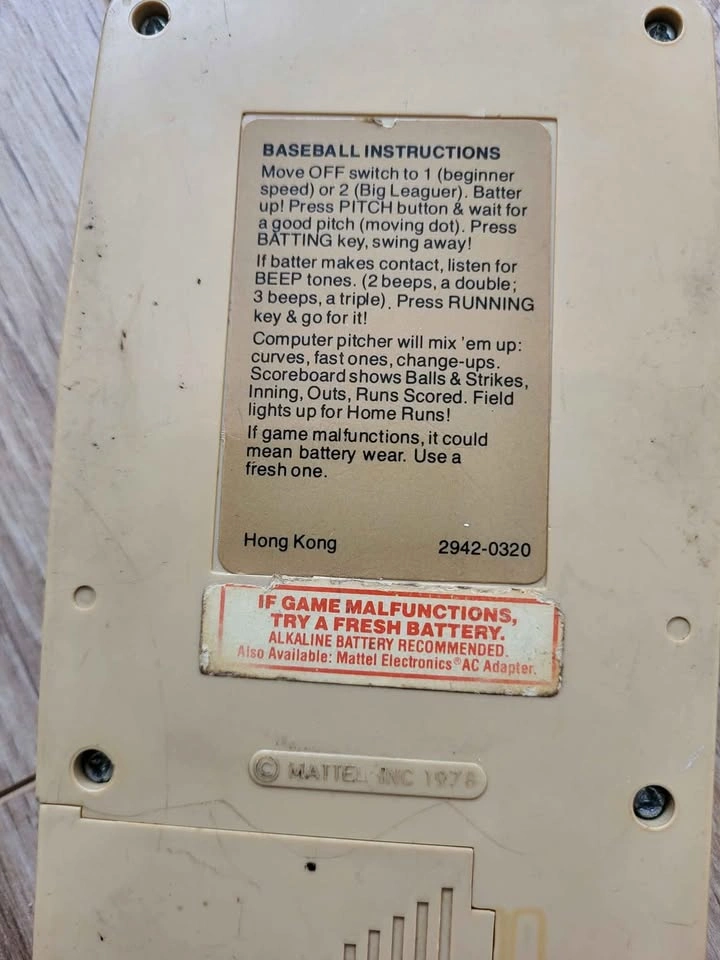 BASEBALL INSTRUCTIONS
Move OFF switch to 1 (beginner
speed) or 2 (Big Leaguer). Batter
up! Press PITCH button & wait for
a good pitch (moving dot). Press
BATTING key, swing away!
If batter makes contact, listen for
BEEP tones. (2 beeps, a double;
3 beeps, a triple). Press RUNNING
key & go for it!
Computer pitcher will mix 'em up:
curves, fast ones, change-ups.
Scoreboard shows Balls & Strikes,
Inning, Outs, Runs Scored. Field
lights up for Home Runs!
If game malfunctions, it could
mean battery wear. Use a
fresh one.
Hong Kong 2942-0320
IF GAME MALFUNCTIONS,
TRY A FRESH BATTERY.
ALKALINE BATTERY RECOMMENDED.
Also Available: Mattel Electronics® AC Adapter.
© MATTEL INC 1978